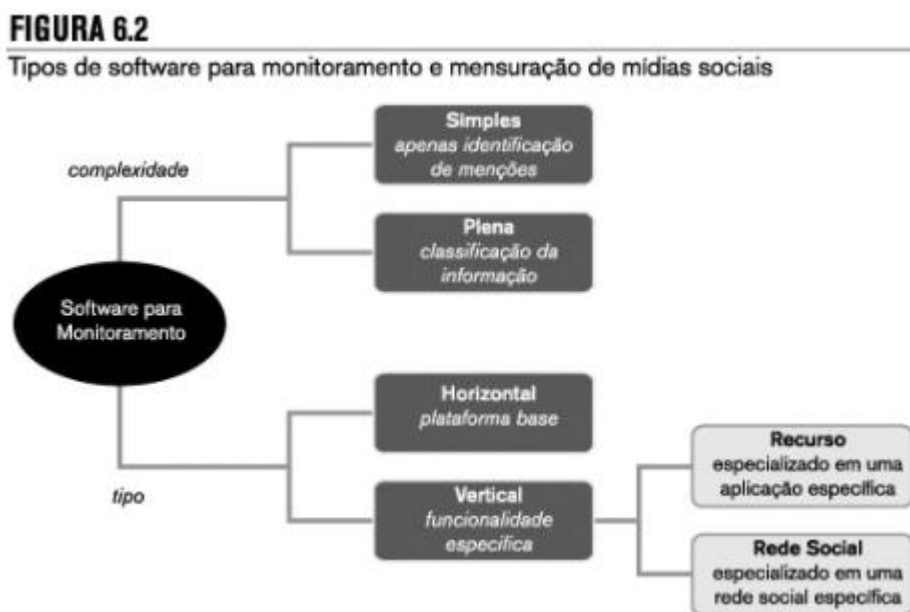 FIGURA 6.2
Tipos de software para monitoramento e mensuração de mídias sociais
complexidade
Simples
apenas identificação
de menções
Plena
classificação da
informação
Software para
Monitoramento
Horizontal
plataforma base
tipo
Vertical
funcionalidade
específica
Recurso
especializado em uma
aplicação específica
Rede Social
especializado em uma
rede social específica